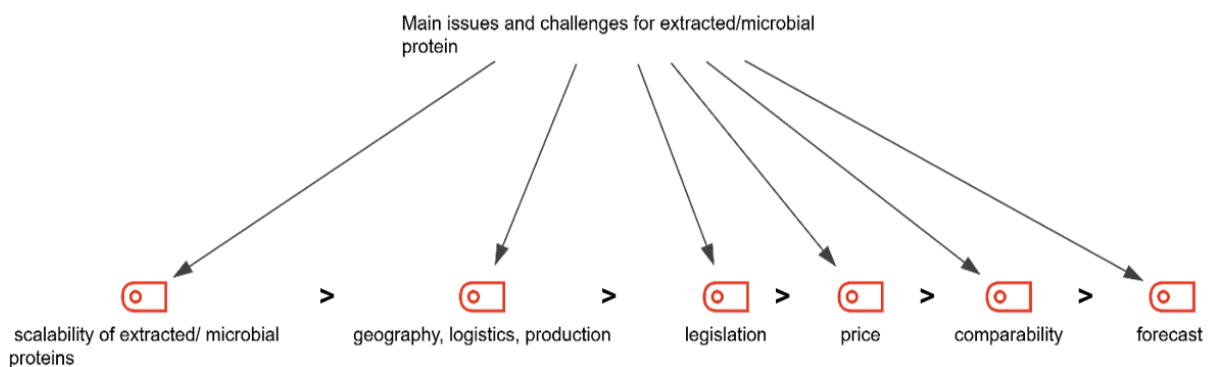 Main issues and challenges for extracted/microbial
protein
> > > > >
scalability of extracted/ microbial
proteins
geography, logistics, production
legislation
price
comparability
forecast